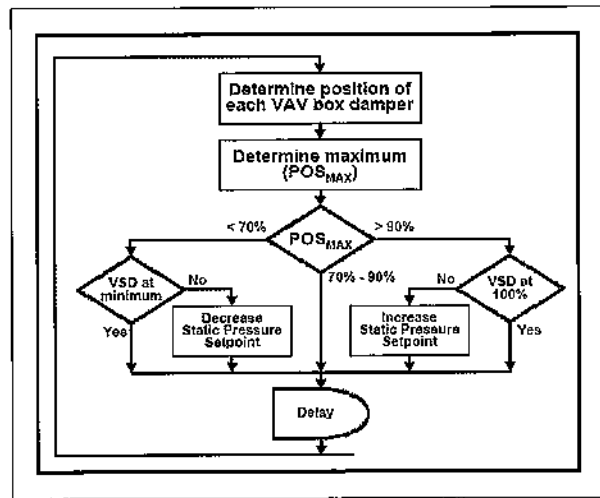 Determine position of
each VAV box damper
Determine maximum
(POSMAX)
< 70%
POSMAX
> 90%
70% - 90%
VSD at
minimum
No
Yes
Decrease
Static Pressure
Setpoint
No
Increase
Static Pressure
Setpoint
VSD at
100%
Yes
Delay